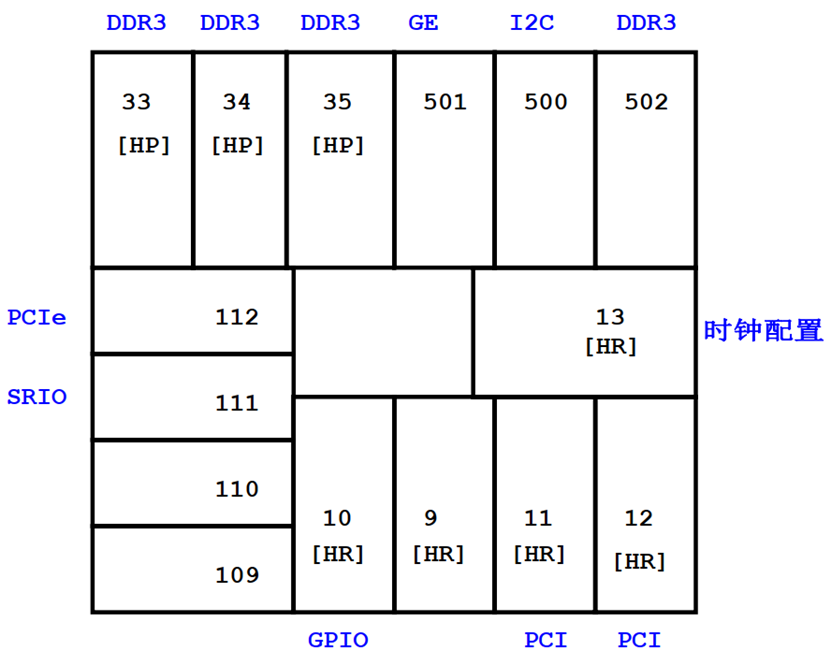 DDR3 DDR3 DDR3 GE I2C DDR3
33 34 35 501 500 502
[HP] [HP] [HP]
PCIe 112 13 时钟配置
[HR]
SRIO 111
110
10 9 11 12
[HR] [HR] [HR] [HR]
109
GPIO PCI PCI